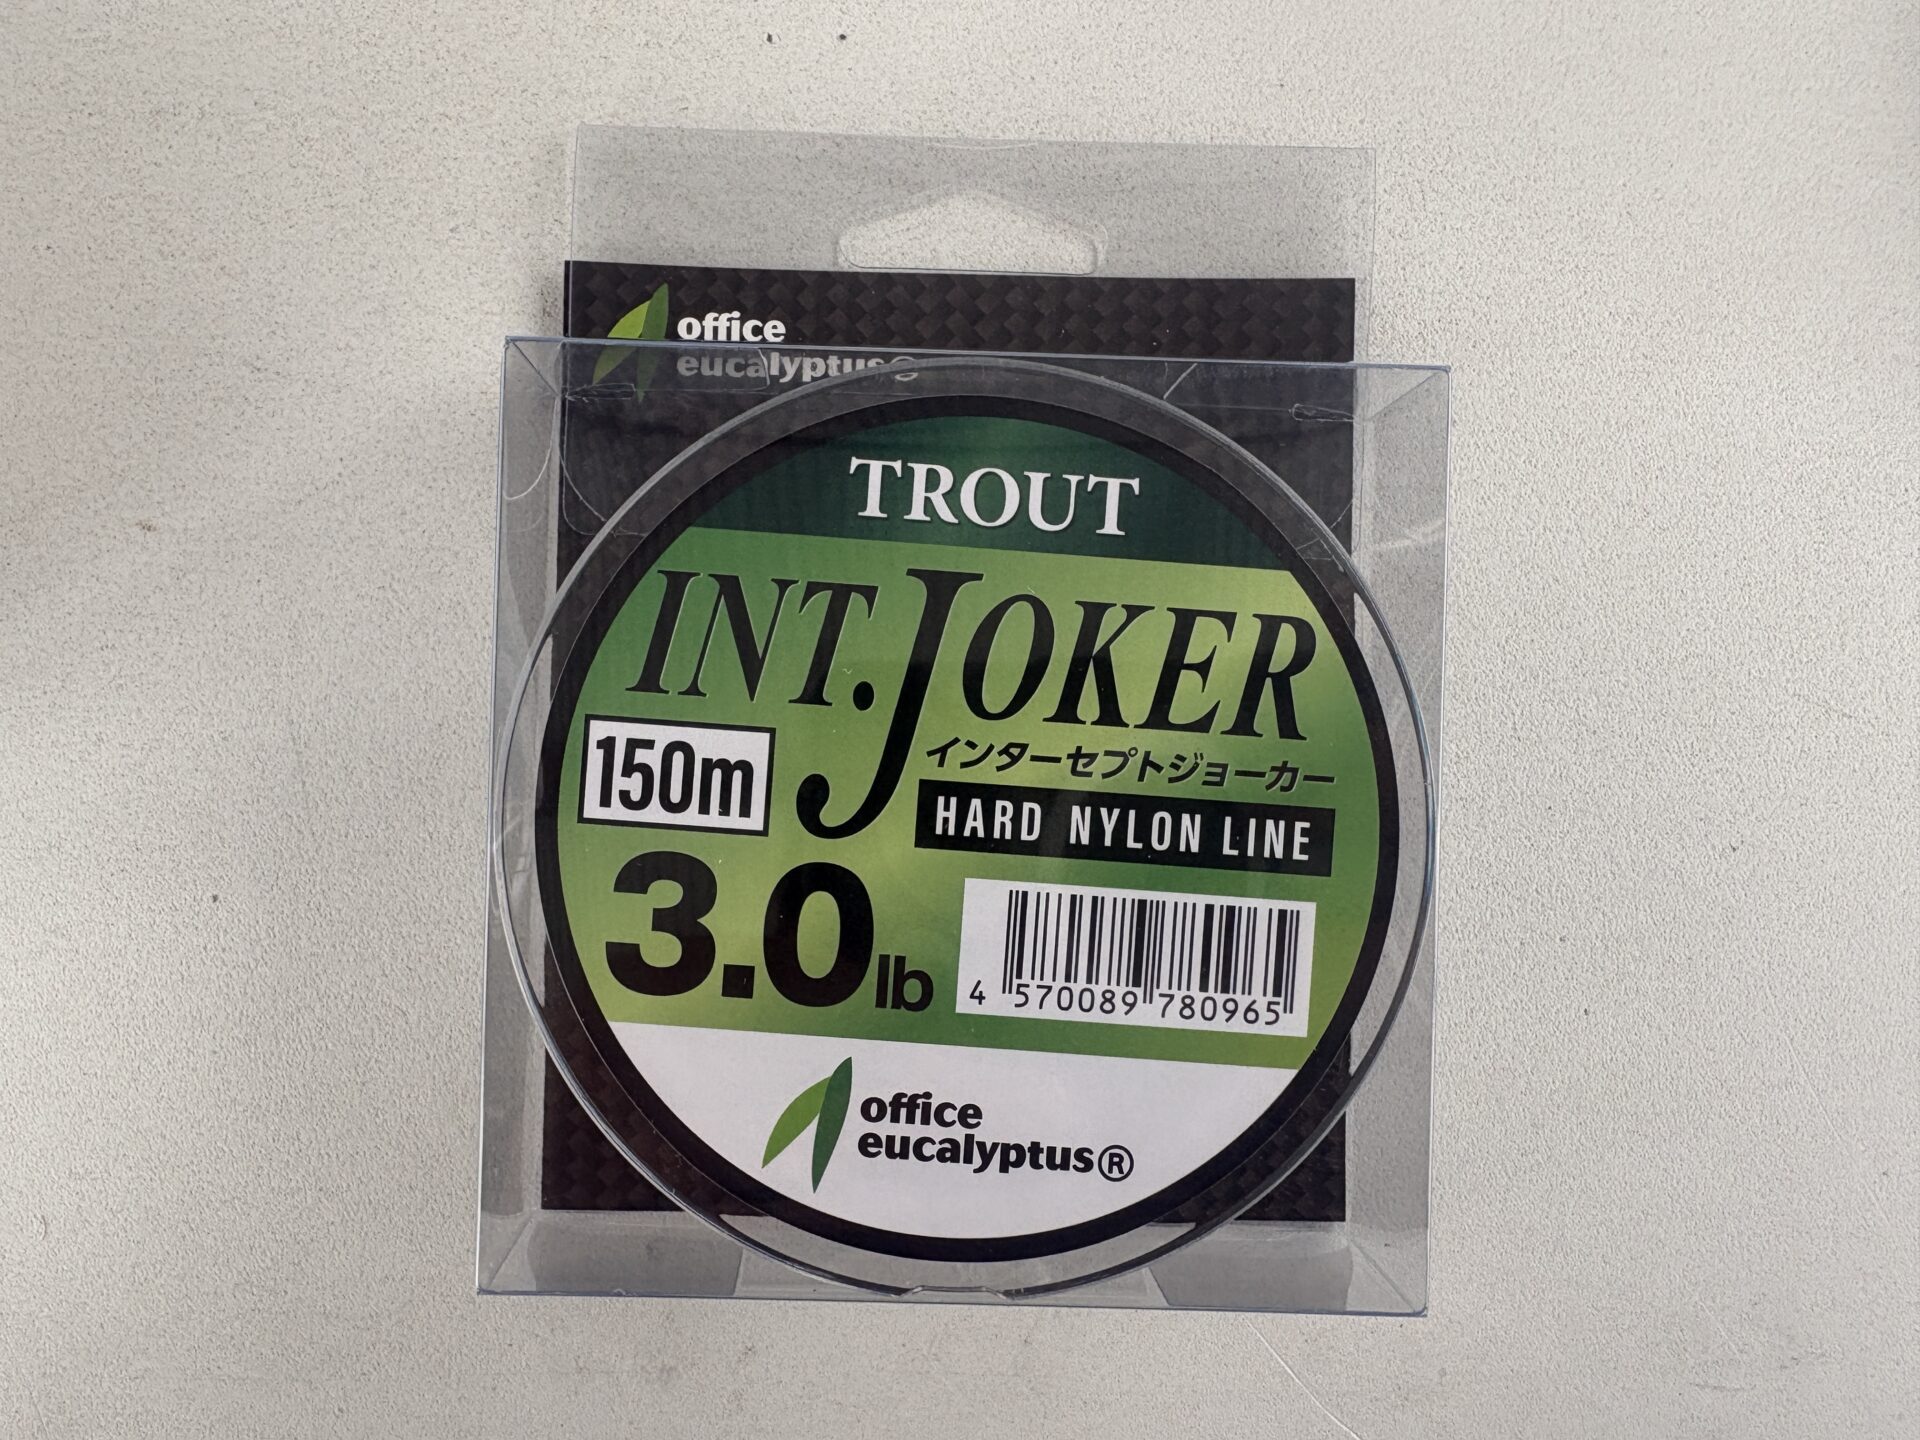 office
eucalyptus®
TROUT
INT.JOKER
インターセプトジョーカー
150m
HARD NYLON LINE
3.0lb
4 570089 780965
office
eucalyptus®